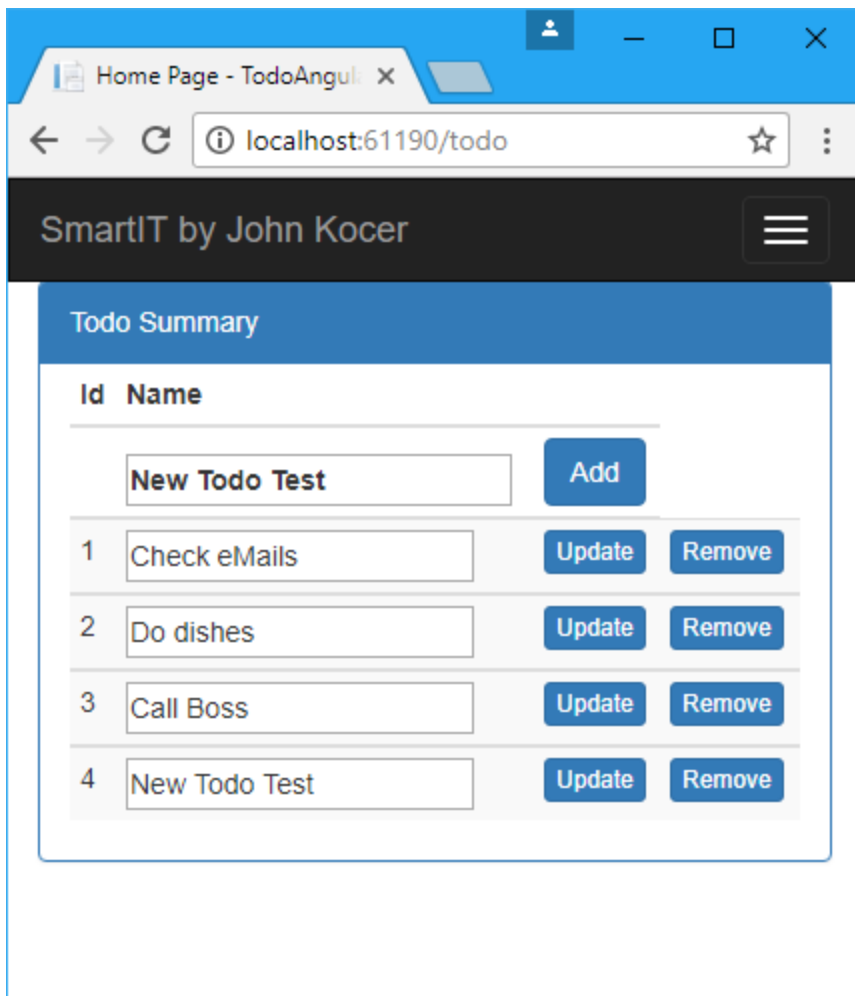 Home Page - TodoAngul
localhost:61190/todo
SmartIT by John Kocer
Todo Summary
Id Name
New Todo Test Add
1 Check eMails Update Remove
2 Do dishes Update Remove
3 Call Boss Update Remove
4 New Todo Test Update Remove